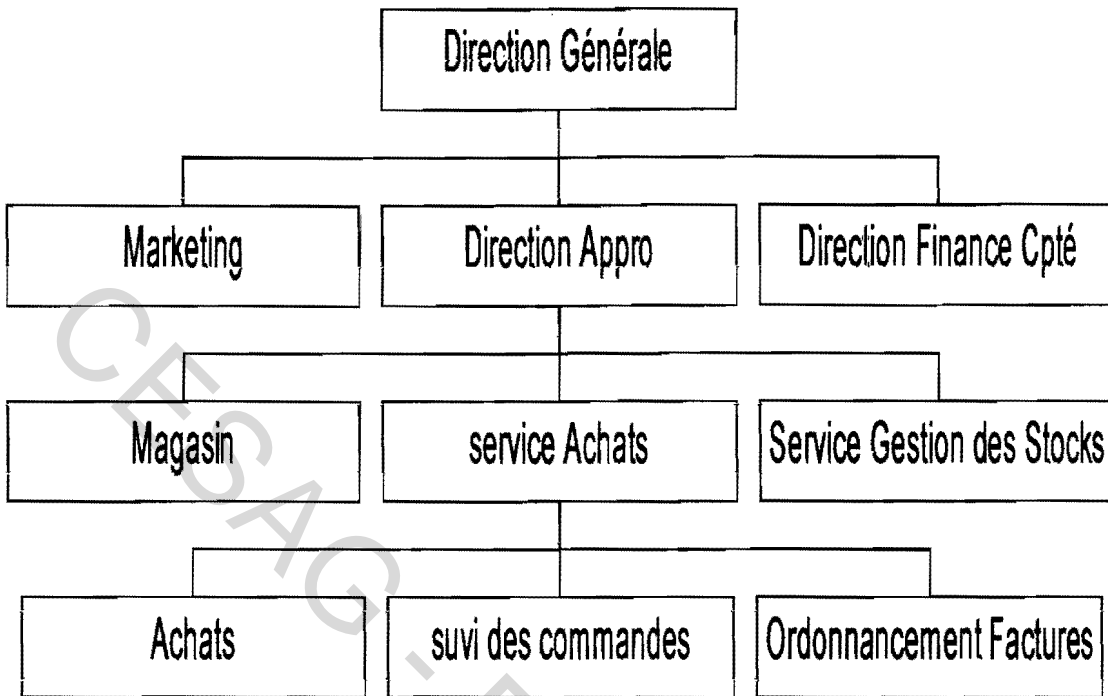 Direction Générale
Marketing
Direction Appro
Direction Finance Cpté
Magasin
service Achats
Service Gestion des Stocks
Achats
suvi des commandes
Ordonnancement Factures
CESAG -